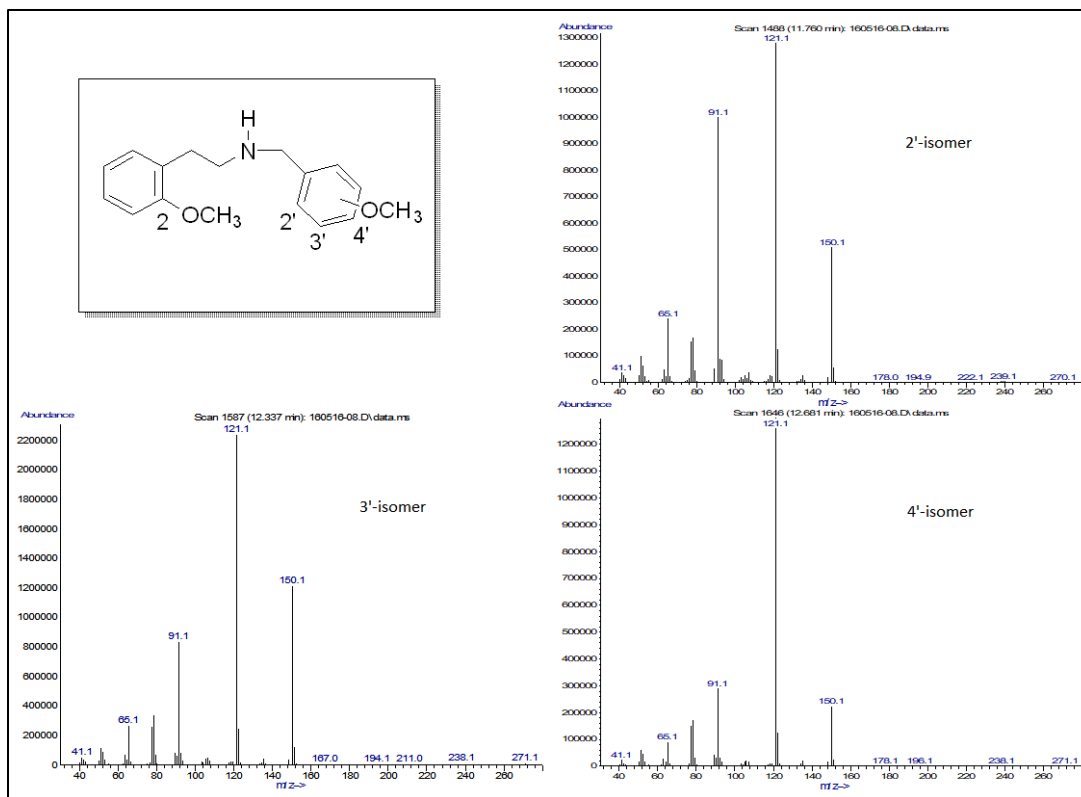 H
N
OCH3
2
2'
OCH3
3'
4'
Abundance
Scan 1488 (11.760 min): 160516-08.D\data.ms
121.1
1300000
1200000
1100000
1000000
900000
800000
700000
600000
500000
400000
300000
200000
100000
0
91.1
2'-isomer
150.1
65.1
41.1
178.0 194.9 222.1 239.1 270.1
40 60 80 100 120 140 160 180 200 220 240 260
m/z-->
Abundance
Scan 1587 (12.337 min): 160516-08.D\data.ms
121.1
2200000
2000000
1800000
1600000
1400000
1200000
1000000
800000
600000
400000
200000
0
3'-isomer
150.1
91.1
65.1
41.1
167.0 194.1 211.0 238.1 271.1
40 60 80 100 120 140 160 180 200 220 240 260
m/z-->
Abundance
Scan 1646 (12.681 min): 160516-08.D\data.ms
121.1
1200000
1100000
1000000
900000
800000
700000
600000
500000
400000
300000
200000
100000
0
4'-isomer
91.1
150.1
65.1
41.1
178.1 196.1 238.1 271.1
40 60 80 100 120 140 160 180 200 220 240 260
m/z-->